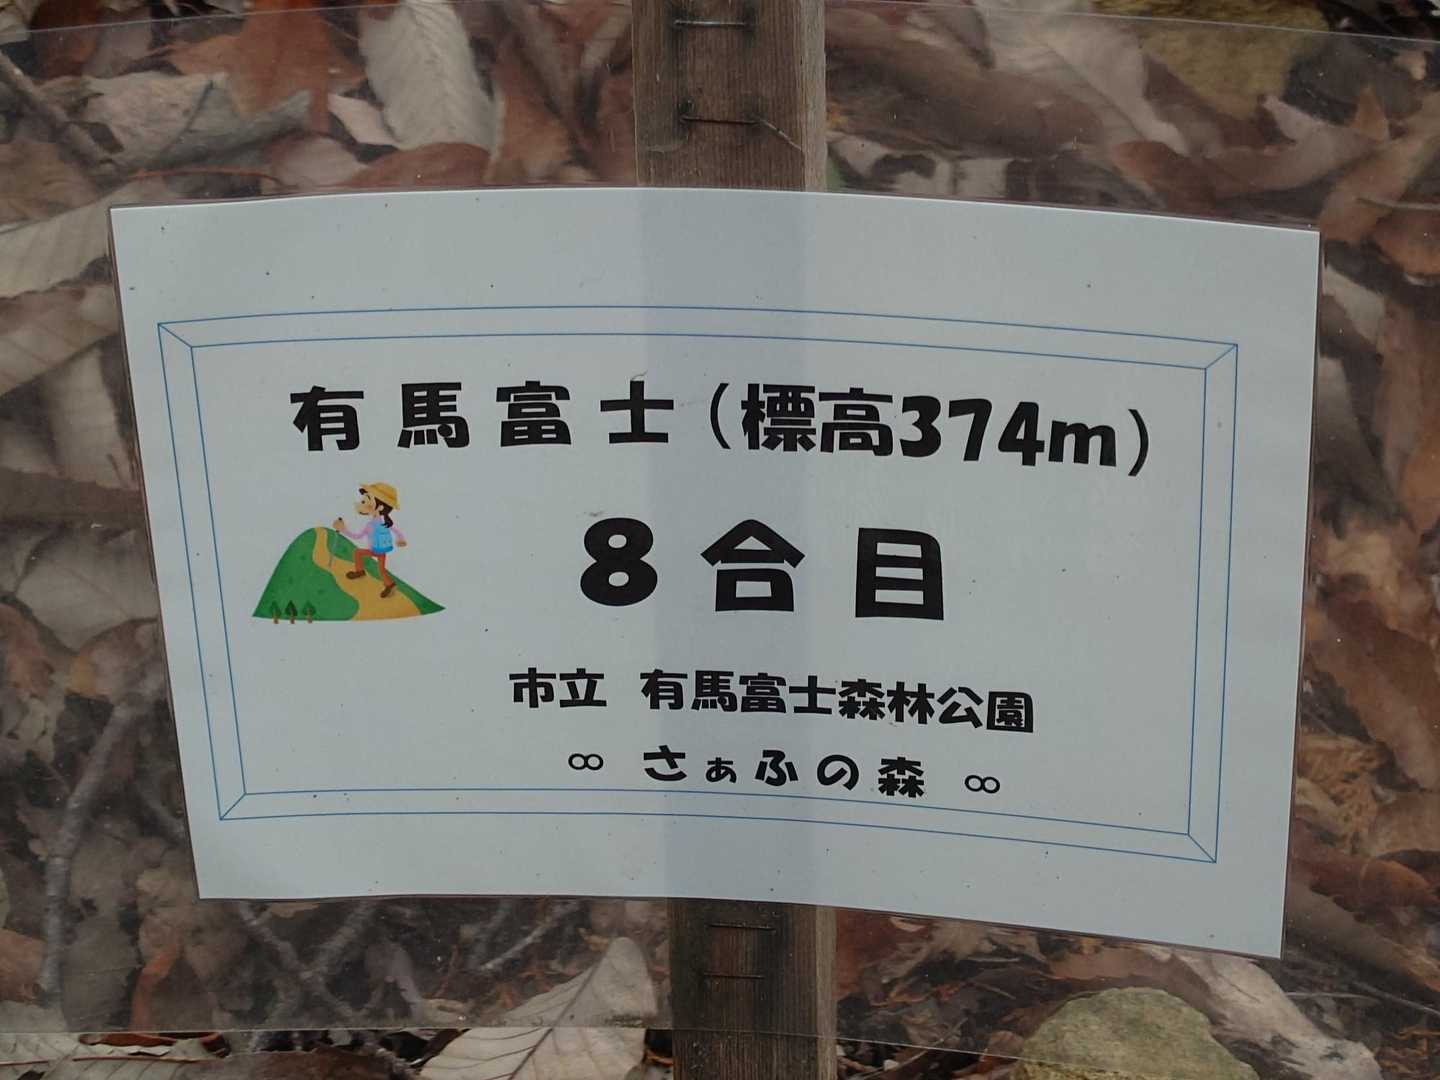 有馬富士(標高374m)
8合目
市立 有馬富士森林公園
∞ さぁふの森 ∞